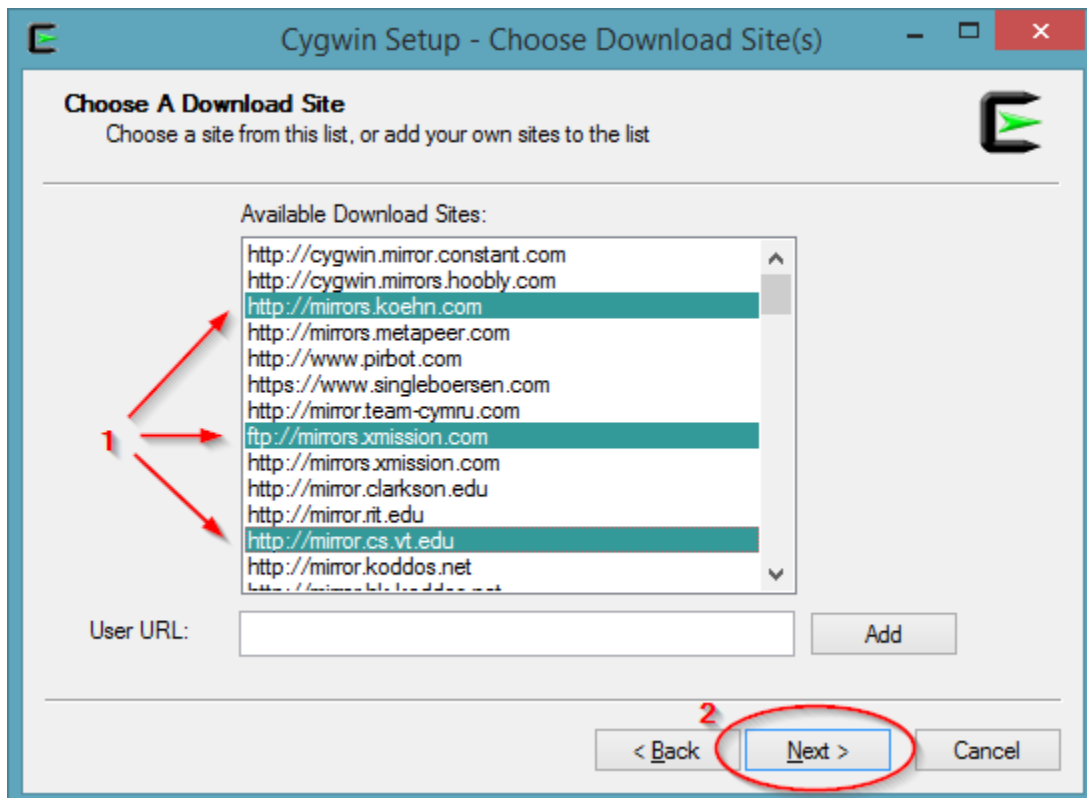 Cygwin Setup - Choose Download Site(s)
Choose A Download Site
Choose a site from this list, or add your own sites to the list
Available Download Sites:
http://cygwin.mirror.constant.com
http://cygwin.mirrors.hoobly.com
http://mirrors.koehn.com
http://mirrors.metapeer.com
http://www.pirbot.com
https://www.singleboersen.com
http://mirror.team-cymru.com
1
ftp://mirrors.xmission.com
http://mirrors.xmission.com
http://mirror.clarkson.edu
http://mirror.rit.edu
http://mirror.cs.vt.edu
http://mirror.koddos.net
User URL:
Add
2
< Back
Next >
Cancel